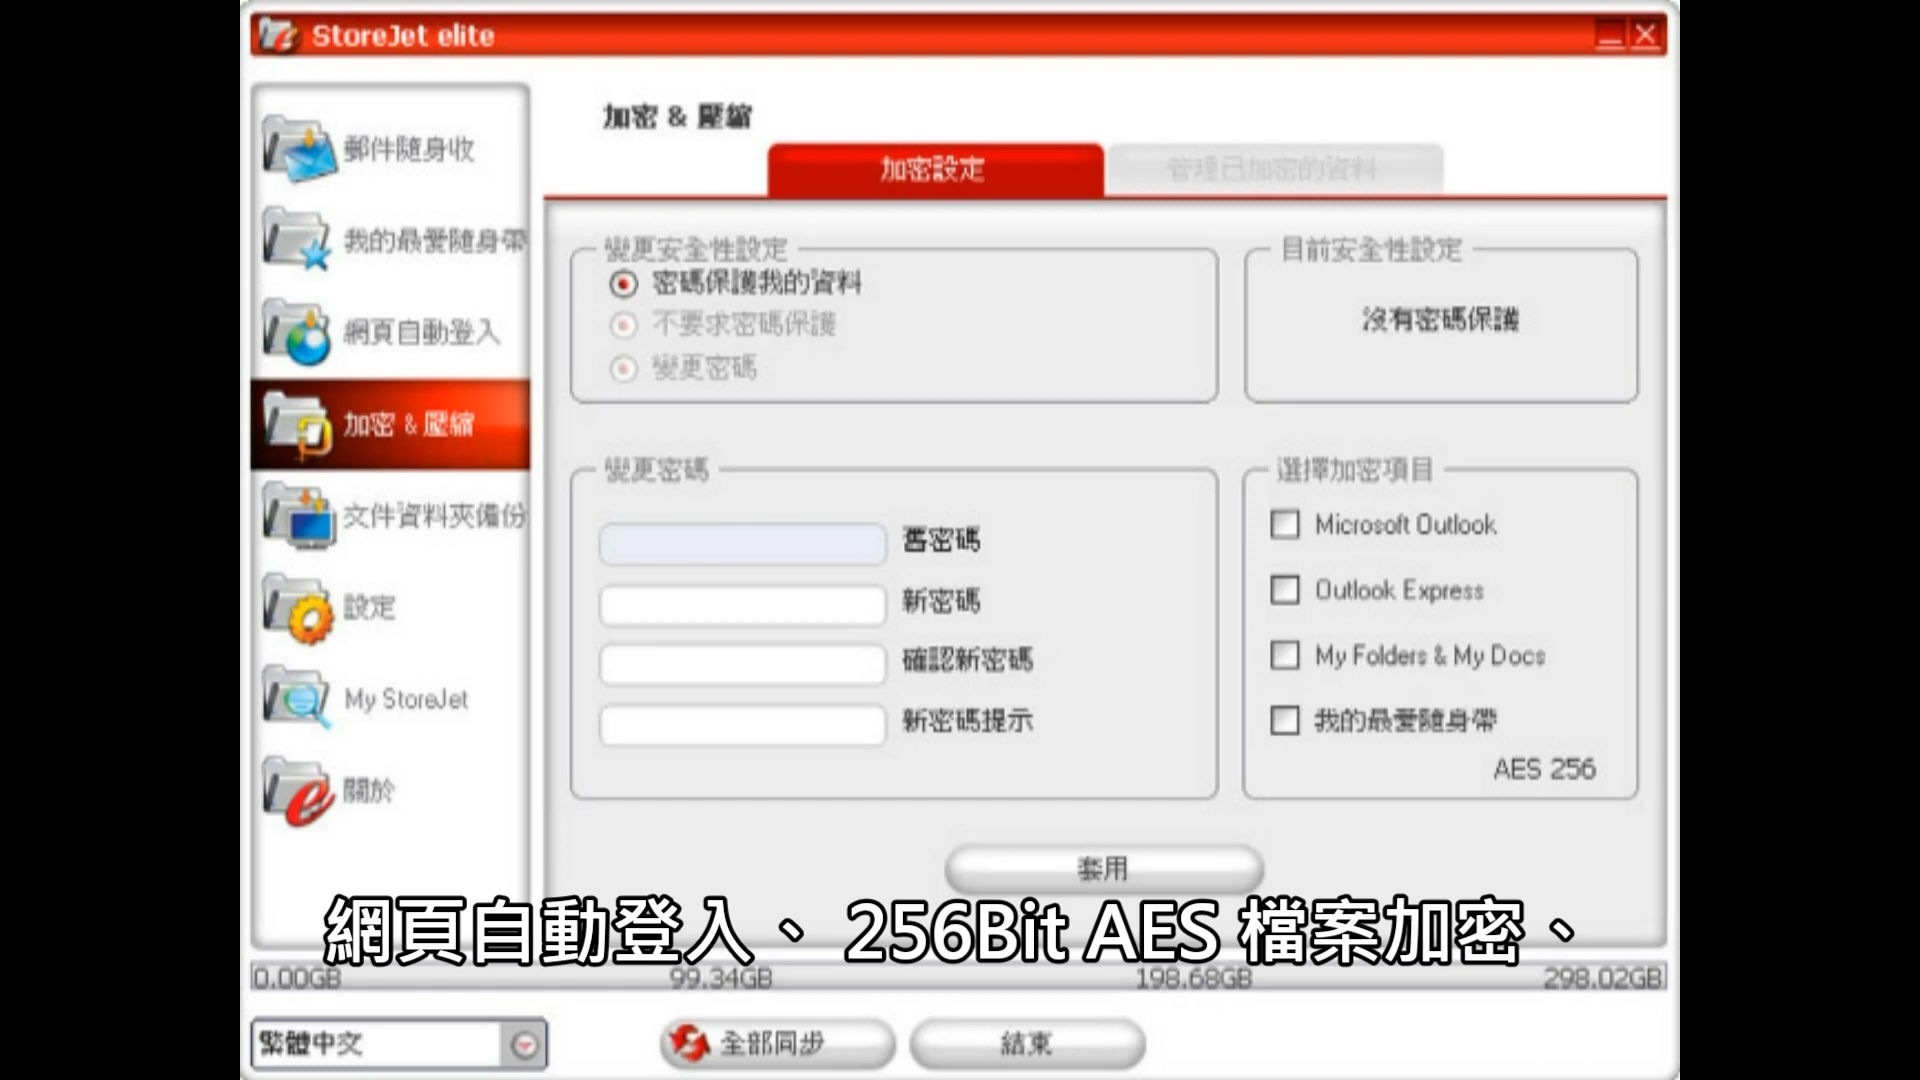 StoreJet elite
郵件隨身收
我的最愛隨身帶
網頁自動登入
加密 & 壓縮
文件資料夾備份
設定
My StoreJet
關於
加密 & 壓縮
加密設定
管理已加密的資料
變更安全性設定
密碼保護我的資料
不要求密碼保護
變更密碼
目前安全性設定
沒有密碼保護
變更密碼
舊密碼
新密碼
確認新密碼
新密碼提示
選擇加密項目
Microsoft Outlook
Outlook Express
My Folders & My Docs
我的最愛隨身帶
AES 256
套用
網頁自動登入、 256Bit AES 檔案加密、
0.00GB 99.34GB 198.68GB 298.02GB
繁體中文
全部同步
結束